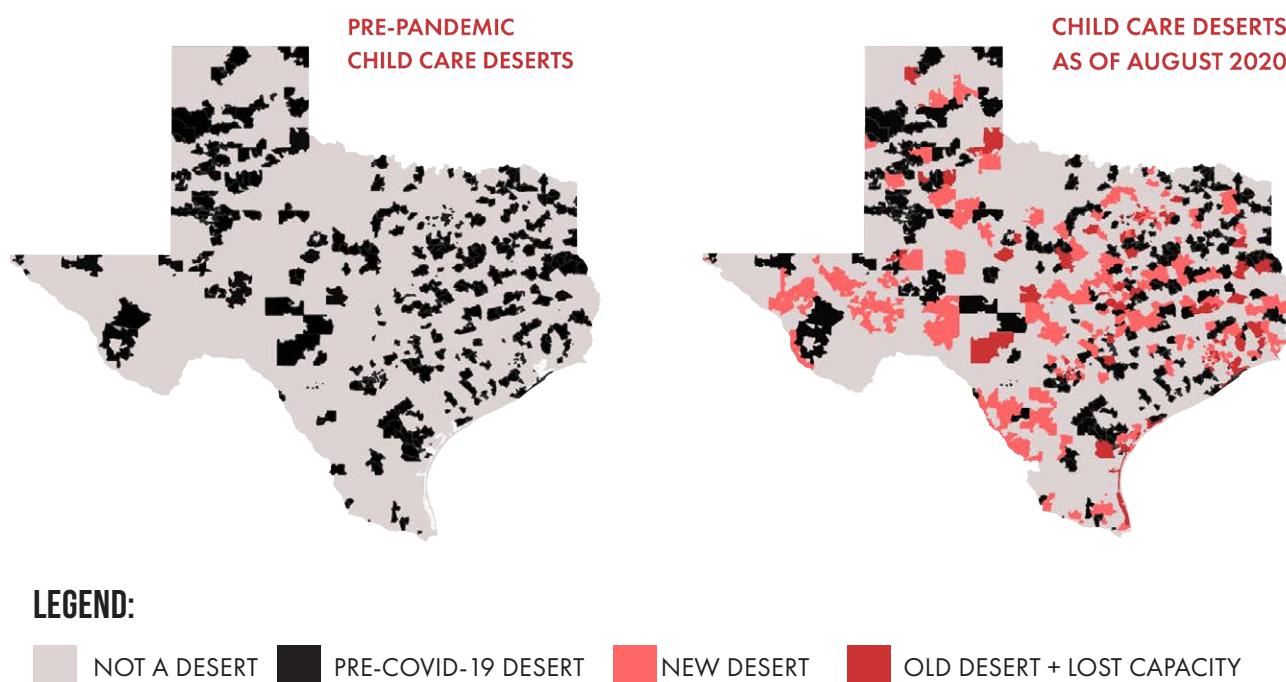 PRE-PANDEMIC
CHILD CARE DESERTS
CHILD CARE DESERTS
AS OF AUGUST 2020
LEGEND:
NOT A DESERT
PRE-COVID-19 DESERT
NEW DESERT
OLD DESERT + LOST CAPACITY